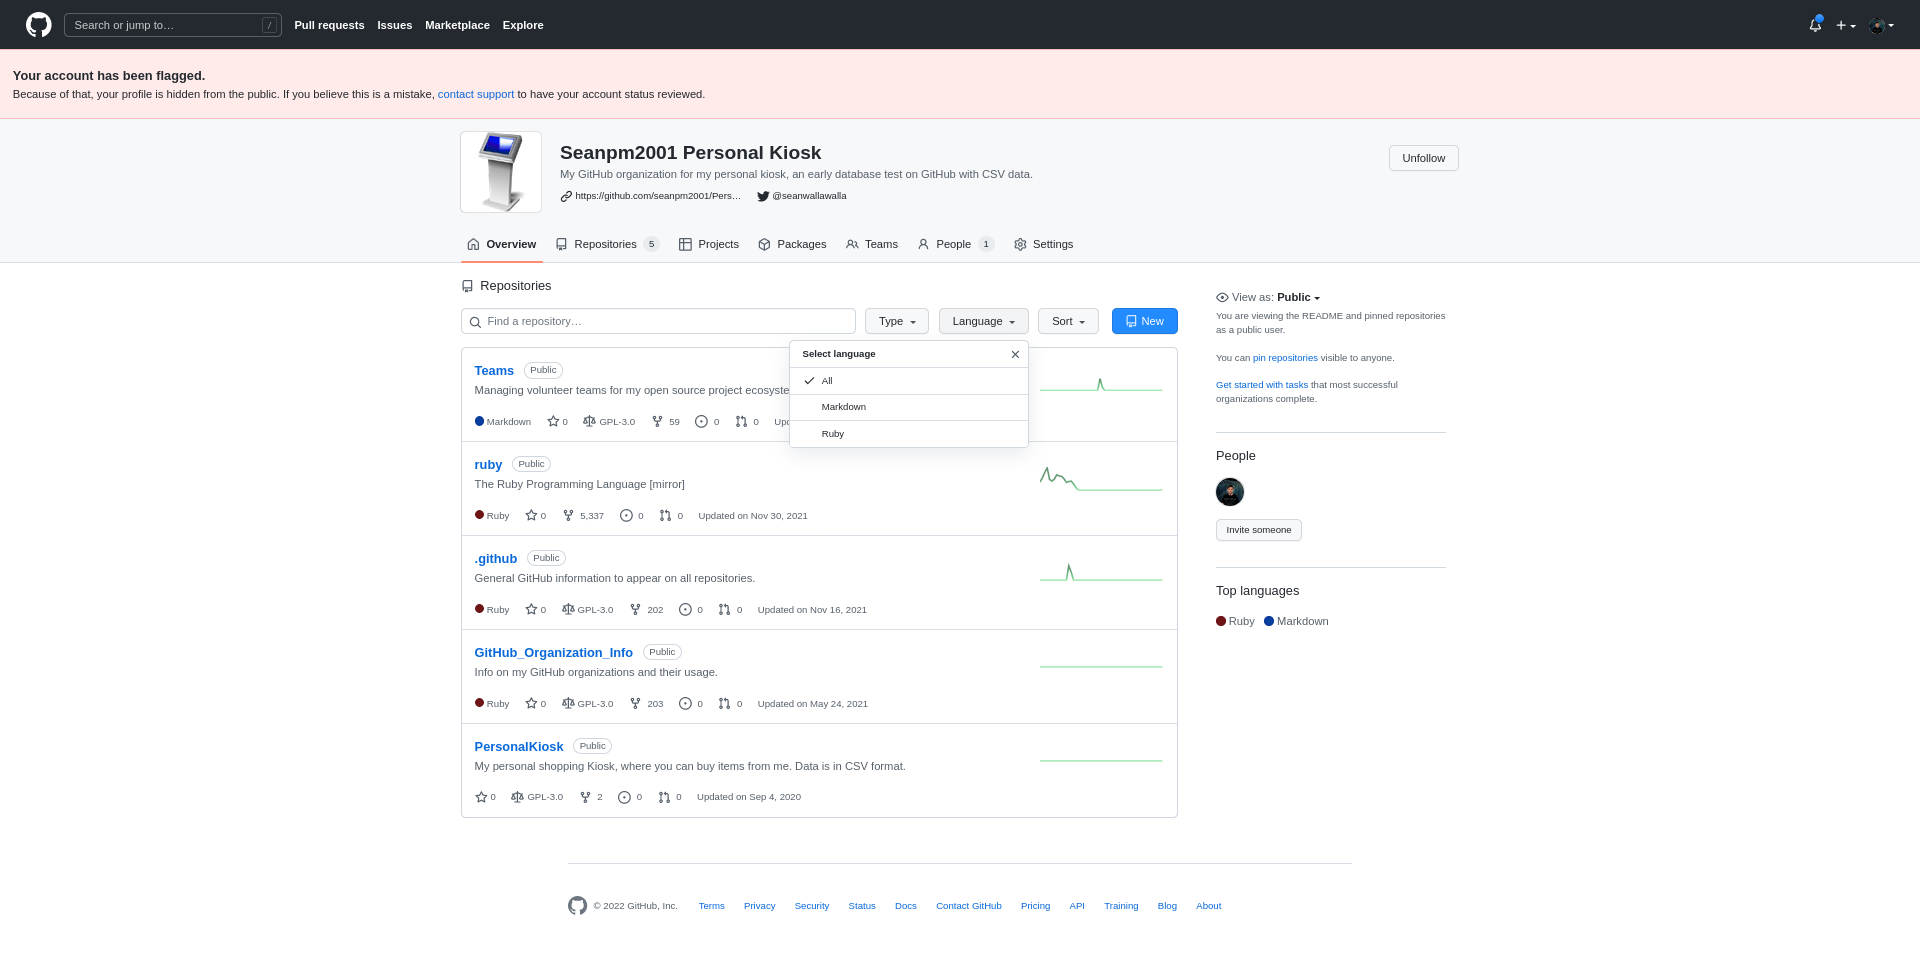 Search or jump to… /
Pull requests Issues Marketplace Explore
Your account has been flagged.
Because of that, your profile is hidden from the public. If you believe this is a mistake, contact support to have your account status reviewed.
Seanpm2001 Personal Kiosk
Unfollow
My GitHub organization for my personal kiosk, an early database test on GitHub with CSV data.
https://github.com/seanpm2001/Pers… @seanwallawalla
Overview Repositories 5 Projects Packages Teams People 1 Settings
Repositories
Find a repository…
Type Language Sort New
Select language
All
Markdown
Ruby
Teams Public
Managing volunteer teams for my open source project ecosyste
Markdown 0 GPL-3.0 59 0 0 Upd
ruby Public
The Ruby Programming Language [mirror]
Ruby 0 5,337 0 0 Updated on Nov 30, 2021
.github Public
General GitHub information to appear on all repositories.
Ruby 0 GPL-3.0 202 0 0 Updated on Nov 16, 2021
GitHub_Organization_Info Public
Info on my GitHub organizations and their usage.
Ruby 0 GPL-3.0 203 0 0 Updated on May 24, 2021
PersonalKiosk Public
My personal shopping Kiosk, where you can buy items from me. Data is in CSV format.
0 GPL-3.0 2 0 0 Updated on Sep 4, 2020
View as: Public
You are viewing the README and pinned repositories
as a public user.
You can pin repositories visible to anyone.
Get started with tasks that most successful
organizations complete.
People
Invite someone
Top languages
Ruby Markdown
© 2022 GitHub, Inc. Terms Privacy Security Status Docs Contact GitHub Pricing API Training Blog About